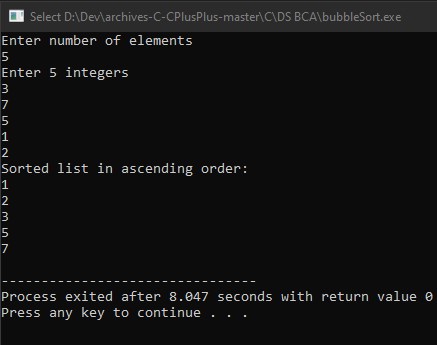 Select D:\Dev\archives-C-CPlusPlus-master\C\DS BCA\bubbleSort.exe
Enter number of elements
5
Enter 5 integers
3
7
5
1
2
Sorted list in ascending order:
1
2
3
5
7
--------------------------------
Process exited after 8.047 seconds with return value 0
Press any key to continue . . .